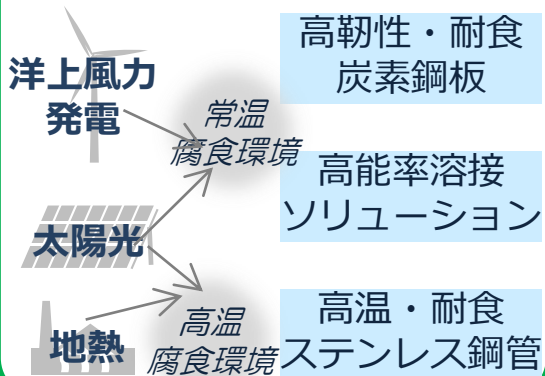 洋上風力
発電
常温
腐食環境
太陽光
地熱
高温
腐食環境
高靭性・耐食
炭素鋼板
高能率溶接
ソリューション
高温・耐食
ステンレス鋼管